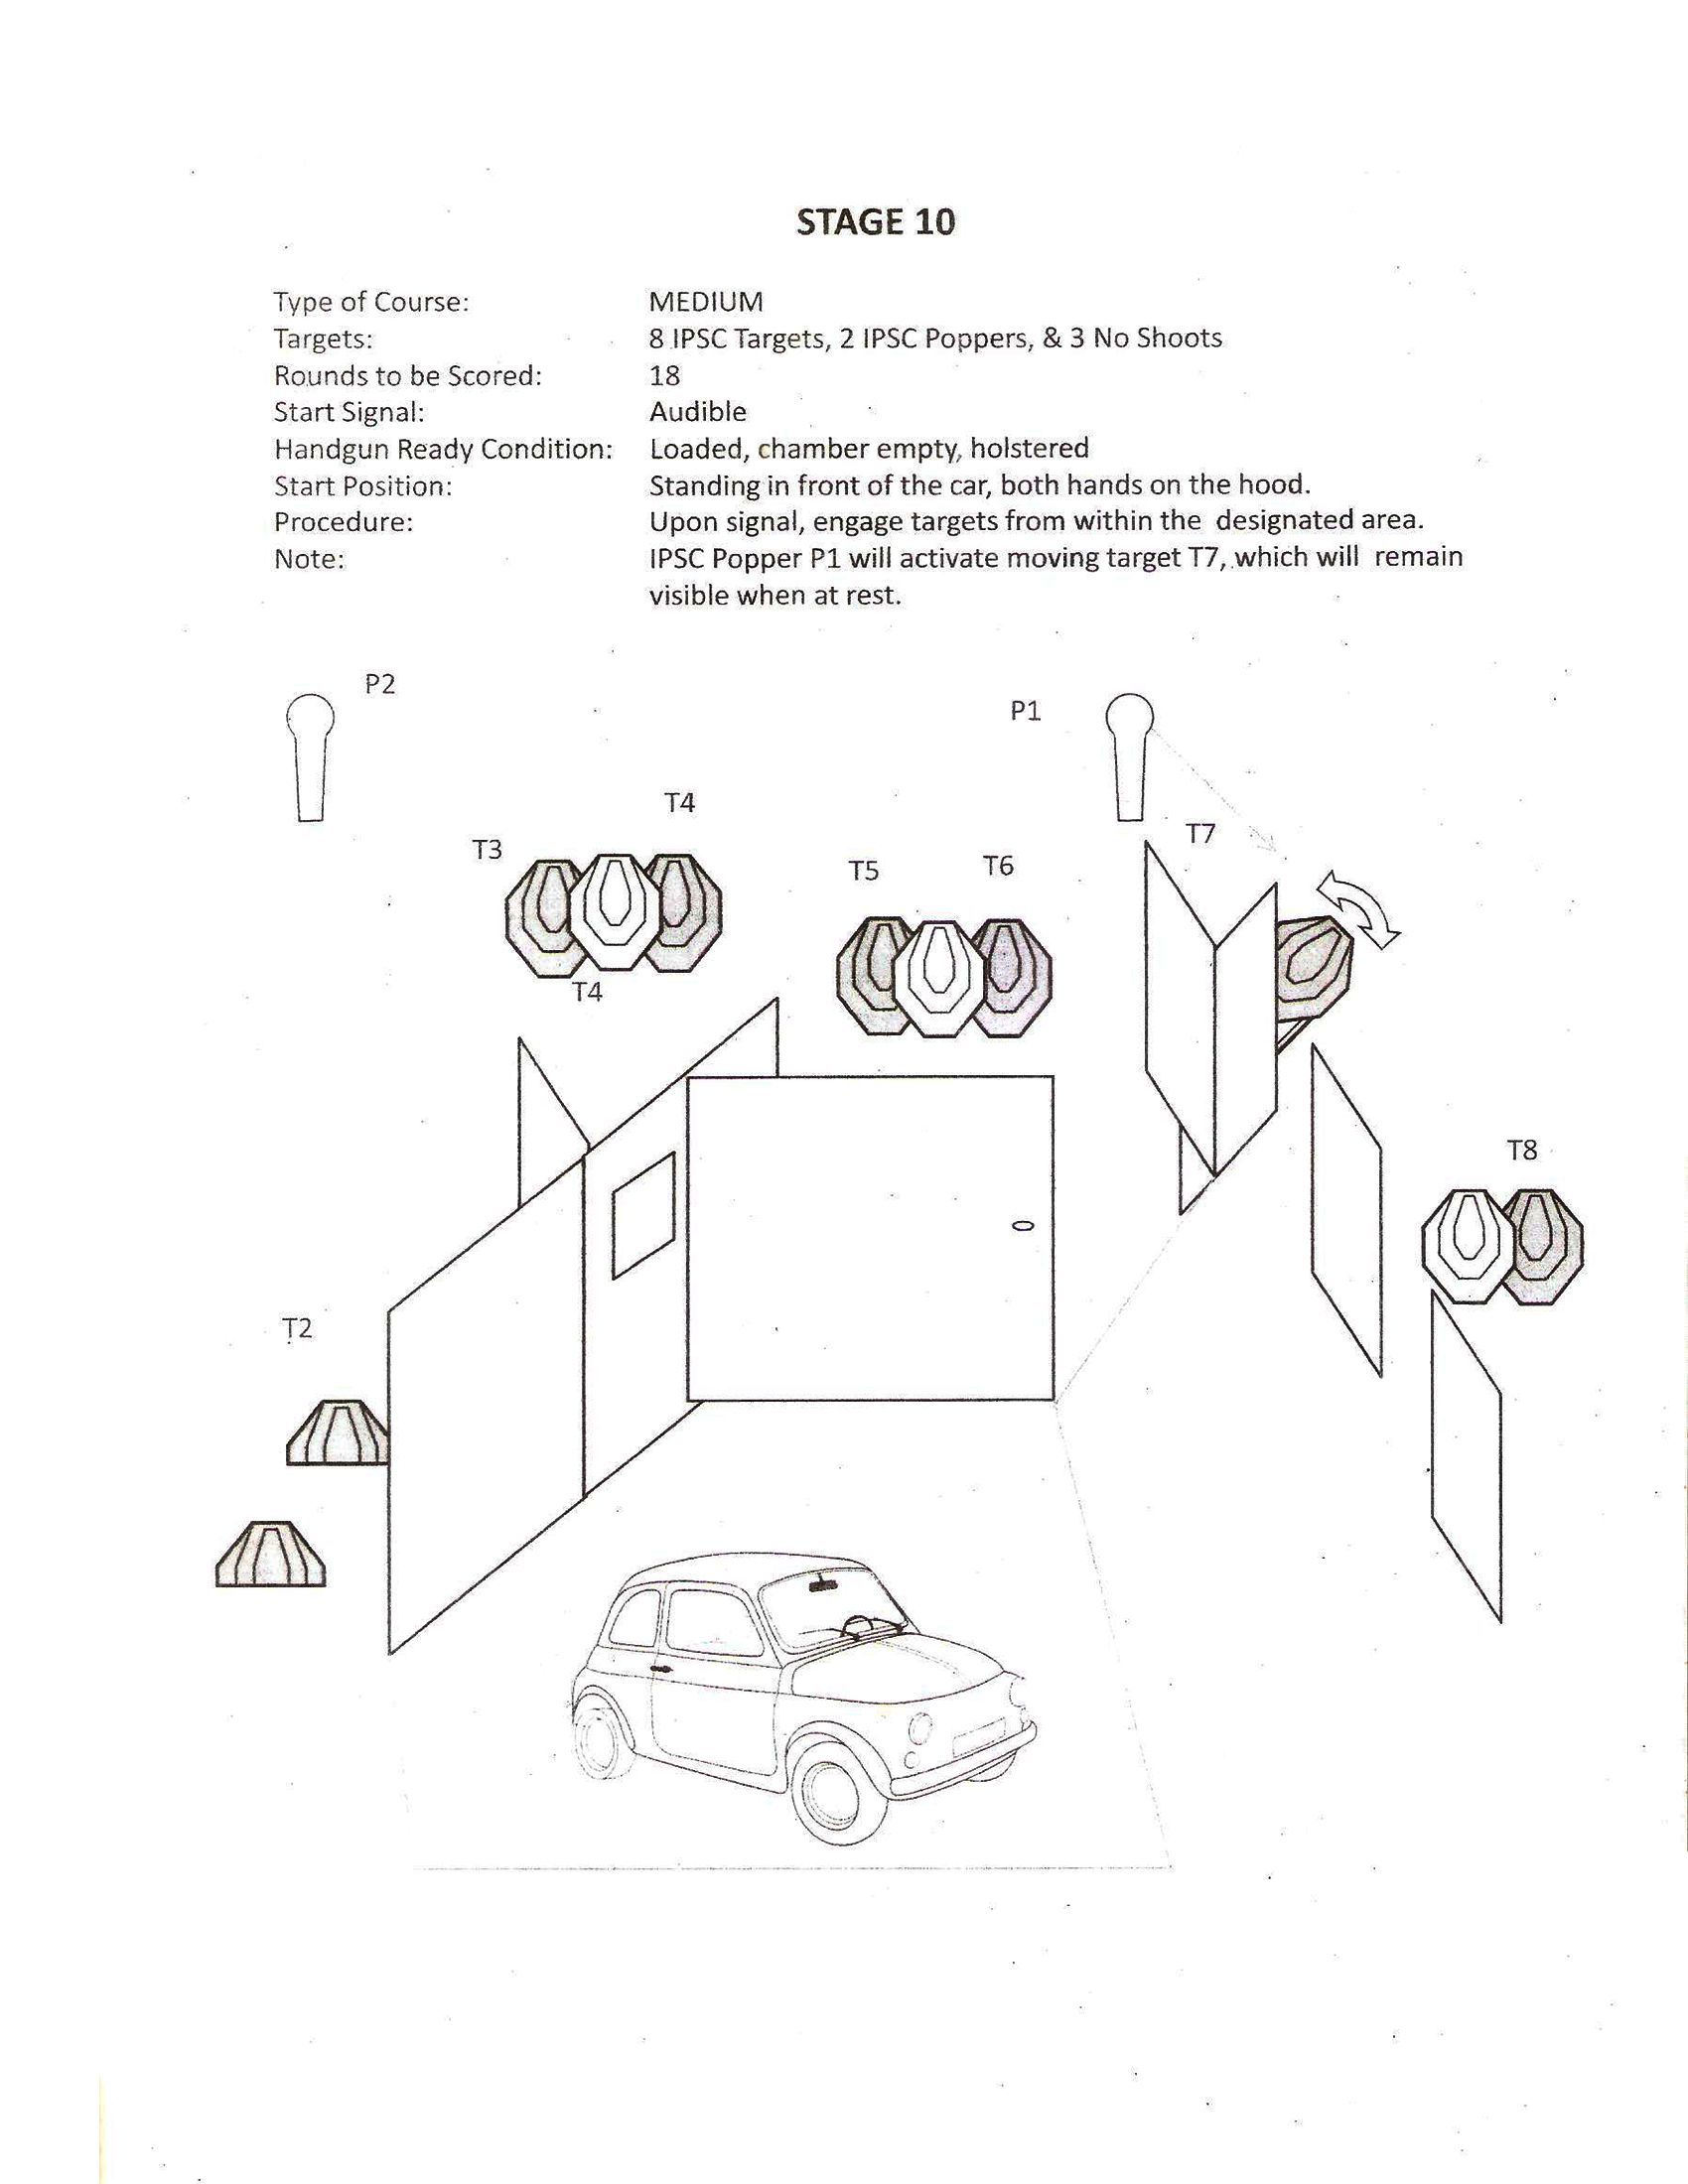 STAGE 10
Type of Course: MEDIUM
Targets: 8 IPSC Targets, 2 IPSC Poppers, & 3 No Shoots
Rounds to be Scored: 18
Start Signal: Audible
Handgun Ready Condition: Loaded, chamber empty, holstered
Start Position: Standing in front of the car, both hands on the hood.
Procedure: Upon signal, engage targets from within the designated area.
Note: IPSC Popper P1 will activate moving target T7, which will remain
visible when at rest.
P2
P1
T4
T7
T3
T5
T6
T4
T8
T2